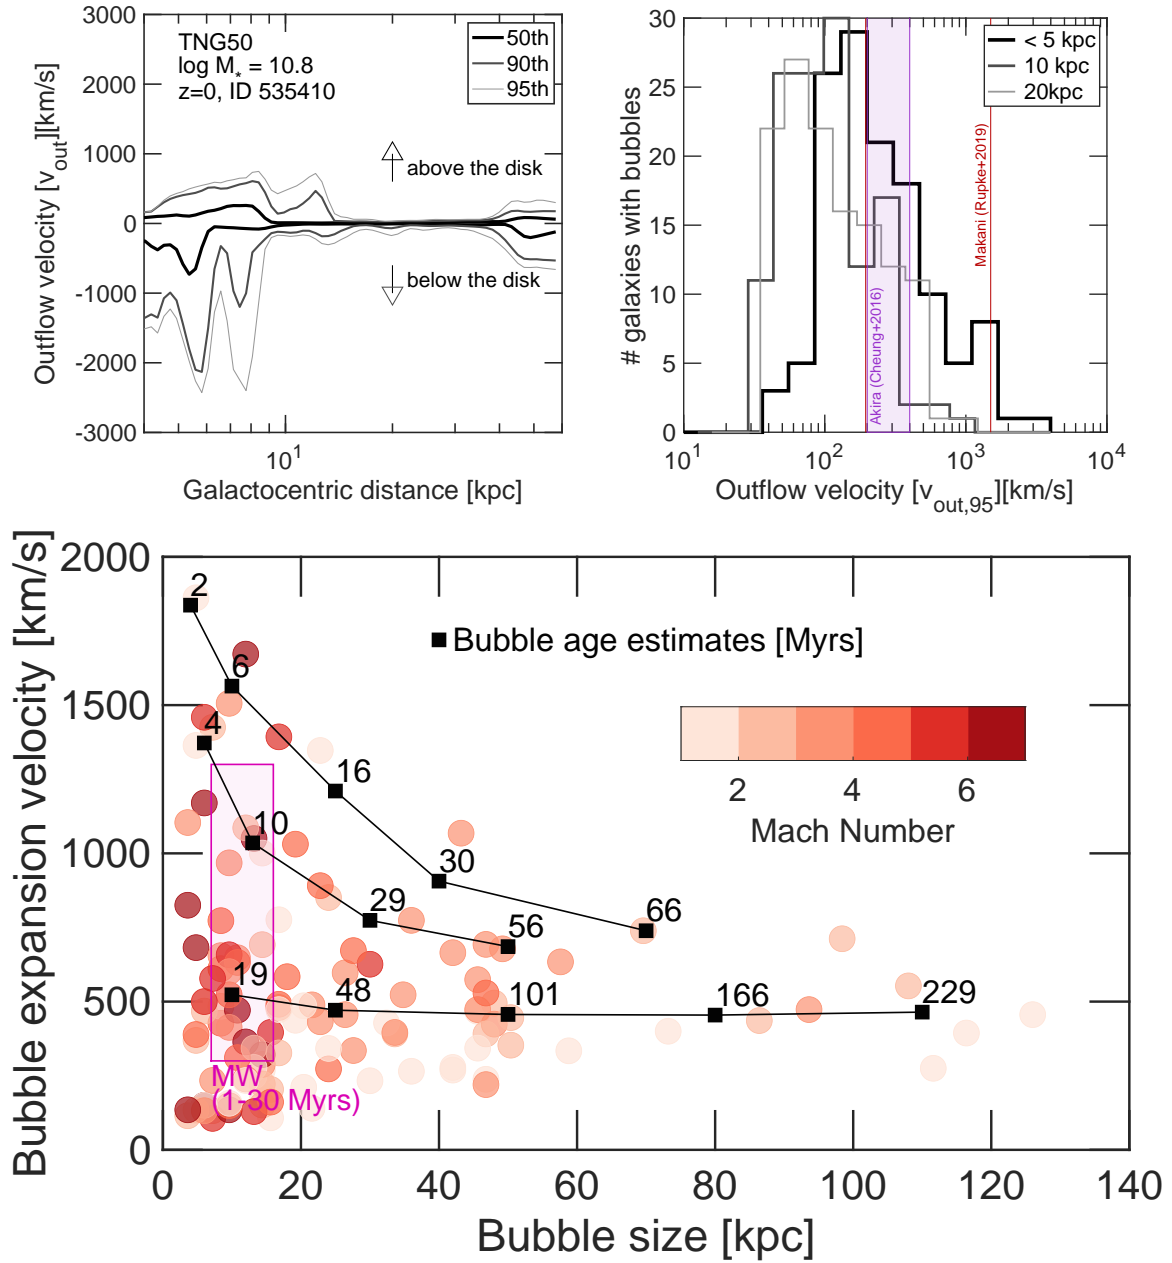 3000
2000
1000
0
-1000
-2000
-3000
Outflow velocity [v_out][km/s]
TNG50
log M_* = 10.8
z=0, ID 535410
50th
90th
95th
above the disk
below the disk
10^1
Galactocentric distance [kpc]
30
25
20
15
10
5
0
# galaxies with bubbles
< 5 kpc
10 kpc
20kpc
Akira (Cheung+2016)
Makani (Rupke+2019)
10^1 10^2 10^3 10^4
Outflow velocity [v_out,95][km/s]
2000
1500
1000
500
0
Bubble expansion velocity [km/s]
Bubble age estimates [Myrs]
2
6
4
16
10
30
29
56
66
19
48
101
166
229
2 4 6
Mach Number
MW
(1-30 Myrs)
0 20 40 60 80 100 120 140
Bubble size [kpc]